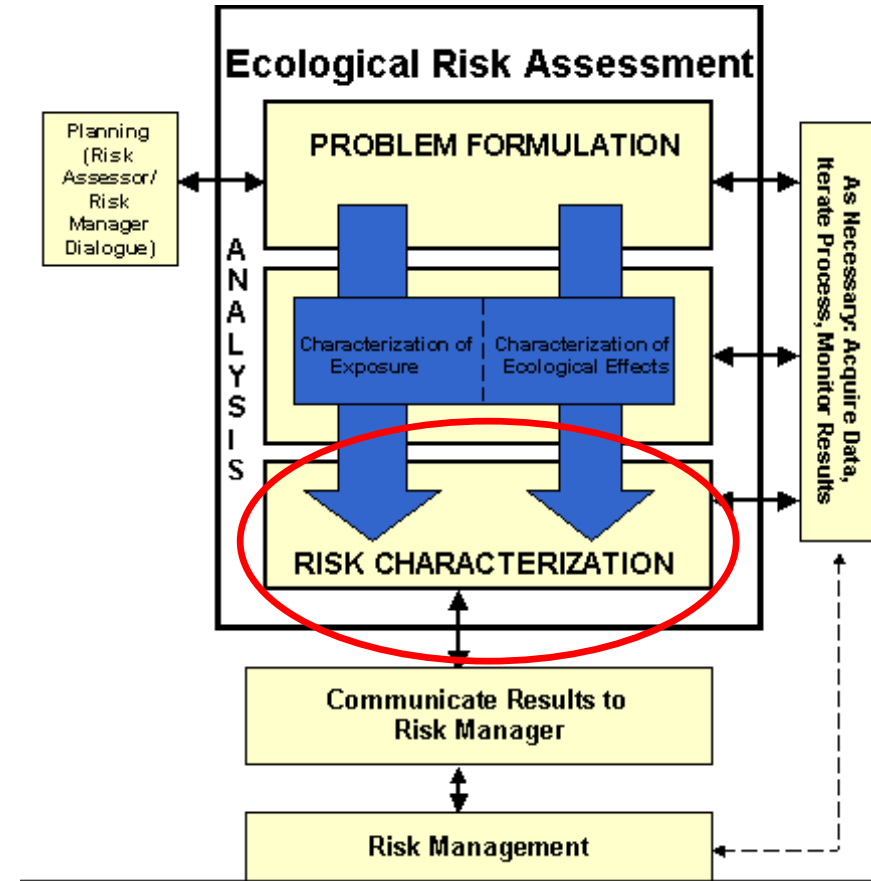 Ecological Risk Assessment
Planning
(Risk
Assessor/
Risk
Manager
Dialogue)
PROBLEM FORMULATION
As Necessary: Acquire Data,
Iterate Process, Monitor Results
ANALYSIS
Characterization of
Exposure
Characterization of
Ecological Effects
RISK CHARACTERIZATION
Communicate Results to
Risk Manager
Risk Management